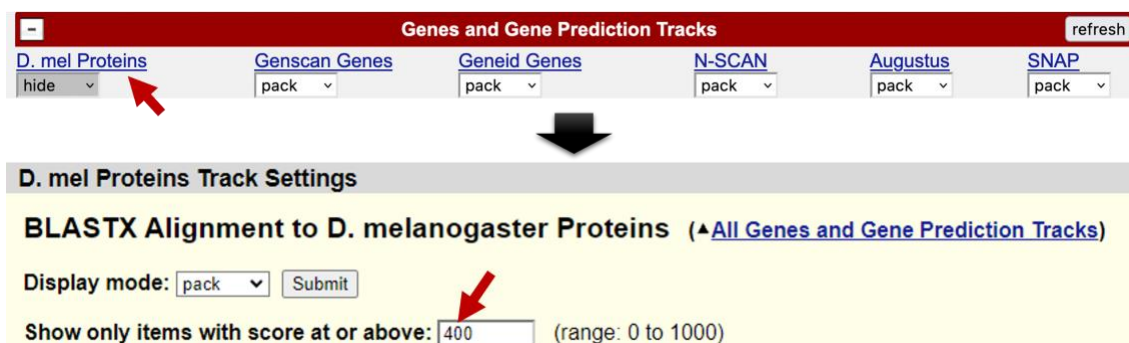 - Genes and Gene Prediction Tracks refresh
D. mel Proteins Genscan Genes Geneid Genes N-SCAN Augustus SNAP
hide pack pack pack pack pack
D. mel Proteins Track Settings
BLASTX Alignment to D. melanogaster Proteins (▲All Genes and Gene Prediction Tracks)
Display mode: pack Submit
Show only items with score at or above: 400 (range: 0 to 1000)